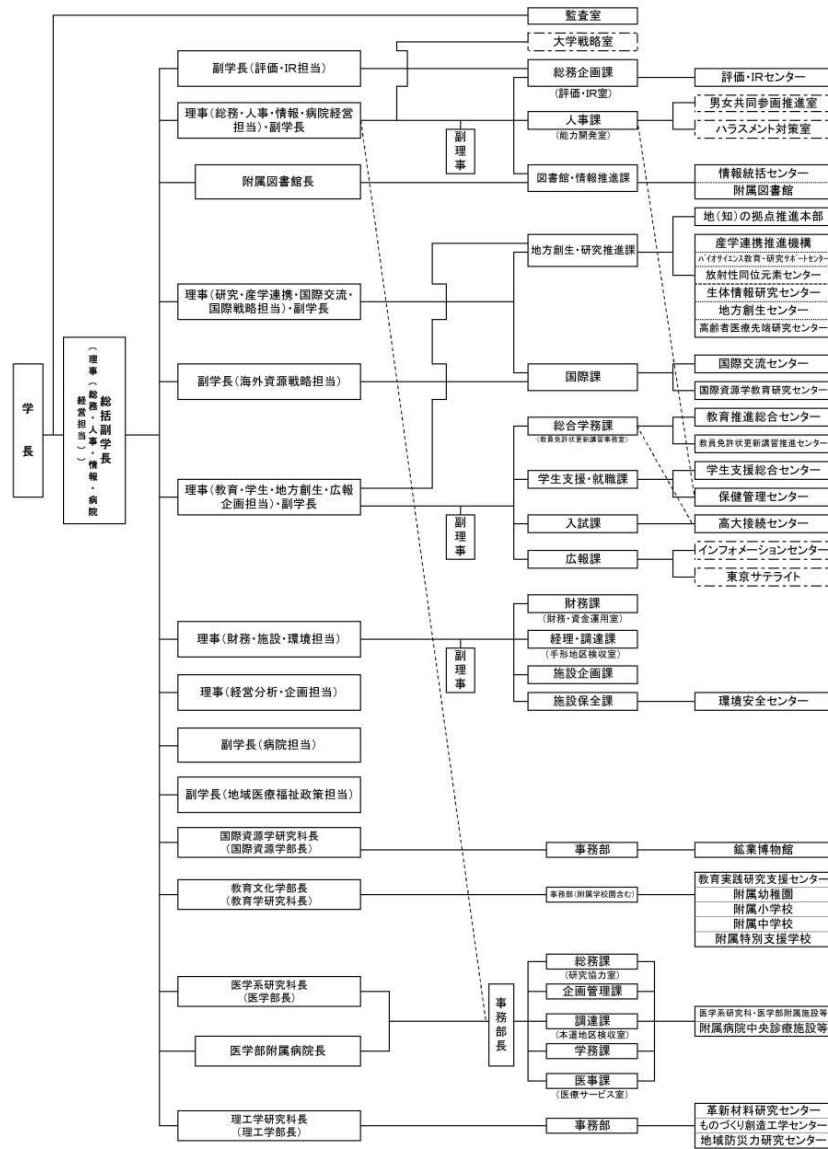 監査室
大学戦略室
副学長(評価・IR担当)
総務企画課
(評価・IR室)
評価・IRセンター
理事(総務・人事・情報・病院経営
担当)・副学長
副理事
人事課
(能力開発室)
男女共同参画推進室
ハラスメント対策室
附属図書館長
図書館・情報推進課
情報統括センター
附属図書館
地方創生・研究推進課
地(知)の拠点推進本部
産学連携推進機構
バイオサイエンス教育・研究サポートセンター
放射性同位元素センター
生体情報研究センター
地方創生センター
高齢者医療先端研究センター
理事(研究・産学連携・国際交流・
国際戦略担当)・副学長
学長
総括副学長
(理事(総務・人事・情報・病院
経営担当))
副学長(海外資源戦略担当)
国際課
国際交流センター
国際資源学教育研究センター
総合学務課
(教員免許状更新講習事務室)
教育推進総合センター
教員免許状更新講習推進センター
理事(教育・学生・地方創生・広報
企画担当)・副学長
副理事
学生支援・就職課
学生支援総合センター
保健管理センター
入試課
高大接続センター
広報課
インフォメーションセンター
東京サテライト
理事(財務・施設・環境担当)
副理事
財務課
(財務・資金運用室)
経理・調達課
(手形地区検収室)
施設企画課
施設保全課
環境安全センター
理事(経営分析・企画担当)
副学長(病院担当)
副学長(地域医療福祉政策担当)
国際資源学研究科長
(国際資源学部長)
事務部
鉱業博物館
教育文化学部長
(教育学研究科長)
事務部(附属学校園含む)
教育実践研究支援センター
附属幼稚園
附属小学校
附属中学校
附属特別支援学校
医学系研究科長
(医学部長)
医学部附属病院長
事務部長
総務課
(研究協力室)
企画管理課
調達課
(本道地区検収室)
学務課
医事課
(医療サービス室)
医学系研究科・医学部附属施設等
附属病院中央診療施設等
理工学研究科長
(理工学部長)
事務部
革新材料研究センター
ものづくり創造工学センター
地域防災力研究センター